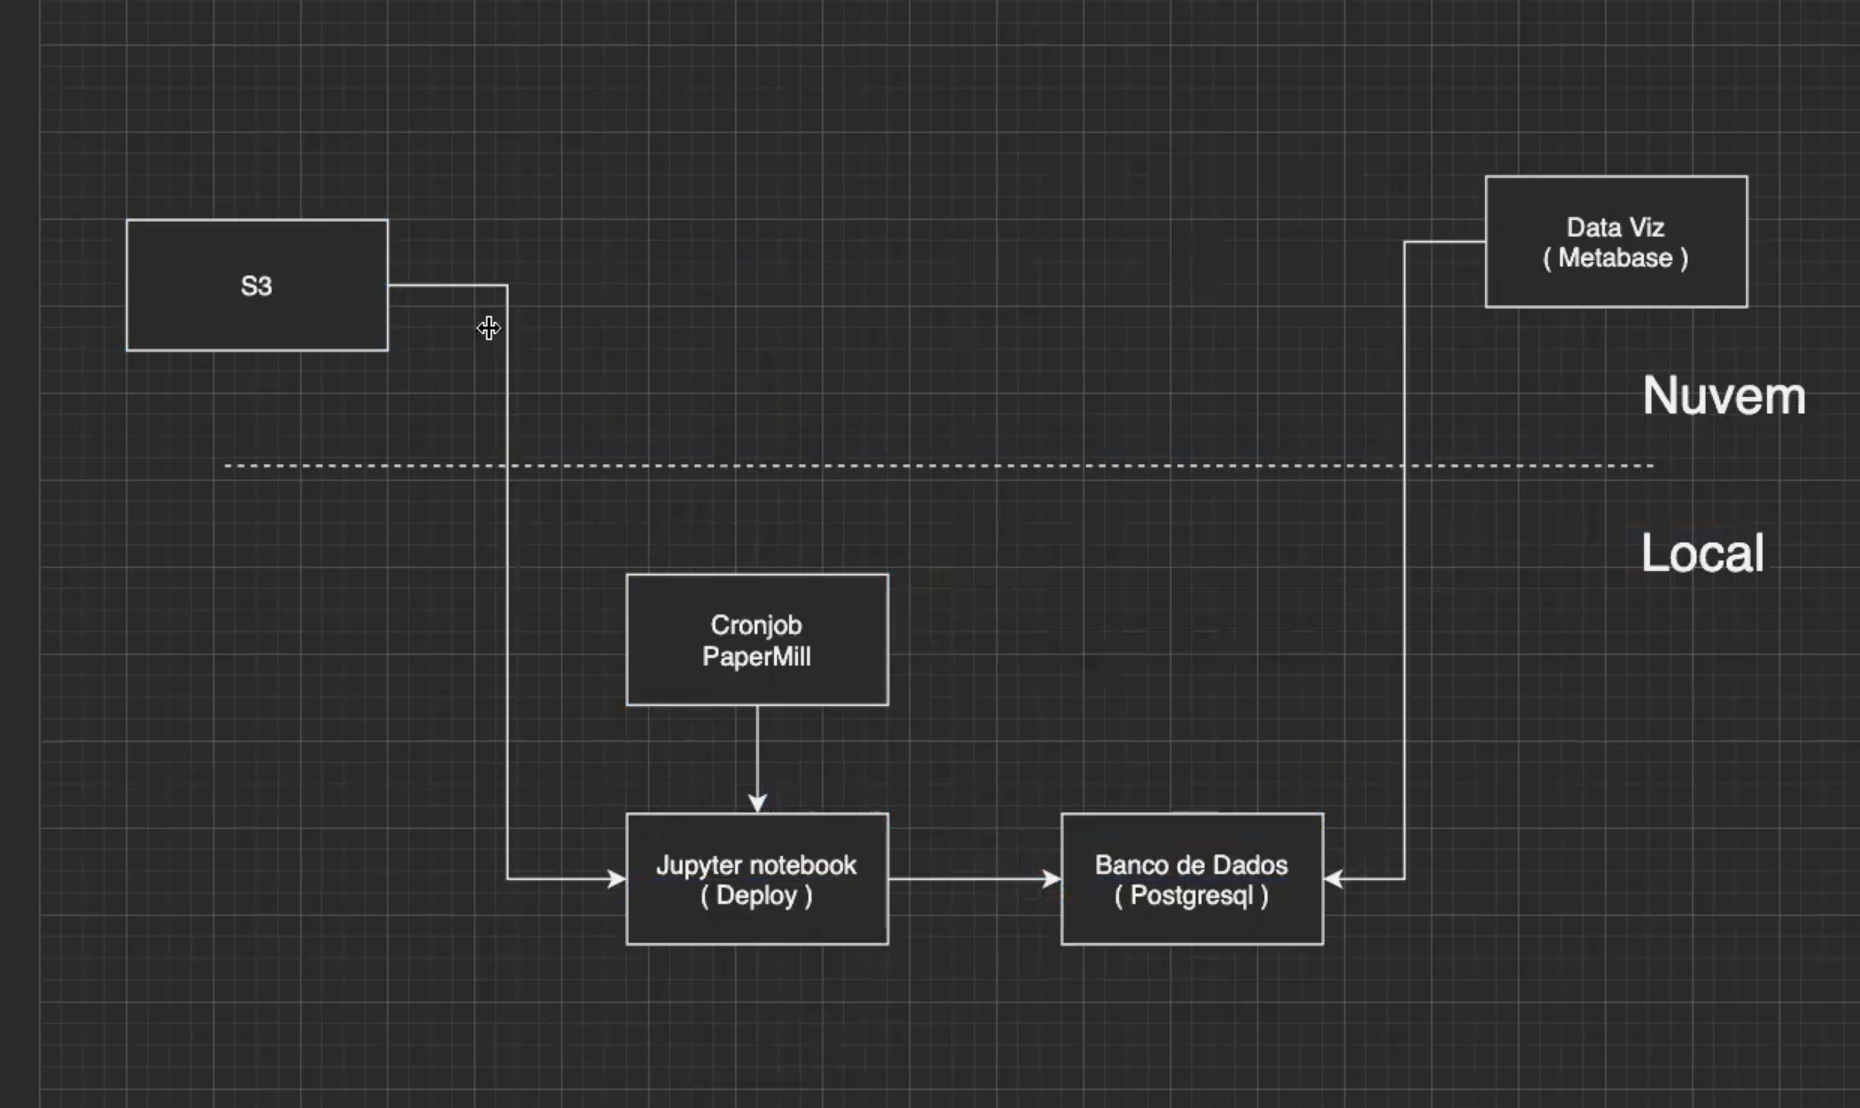 Data Viz
( Metabase )
S3
Nuvem
Local
Cronjob
PaperMill
Jupyter notebook
( Deploy )
Banco de Dados
( Postgresql )